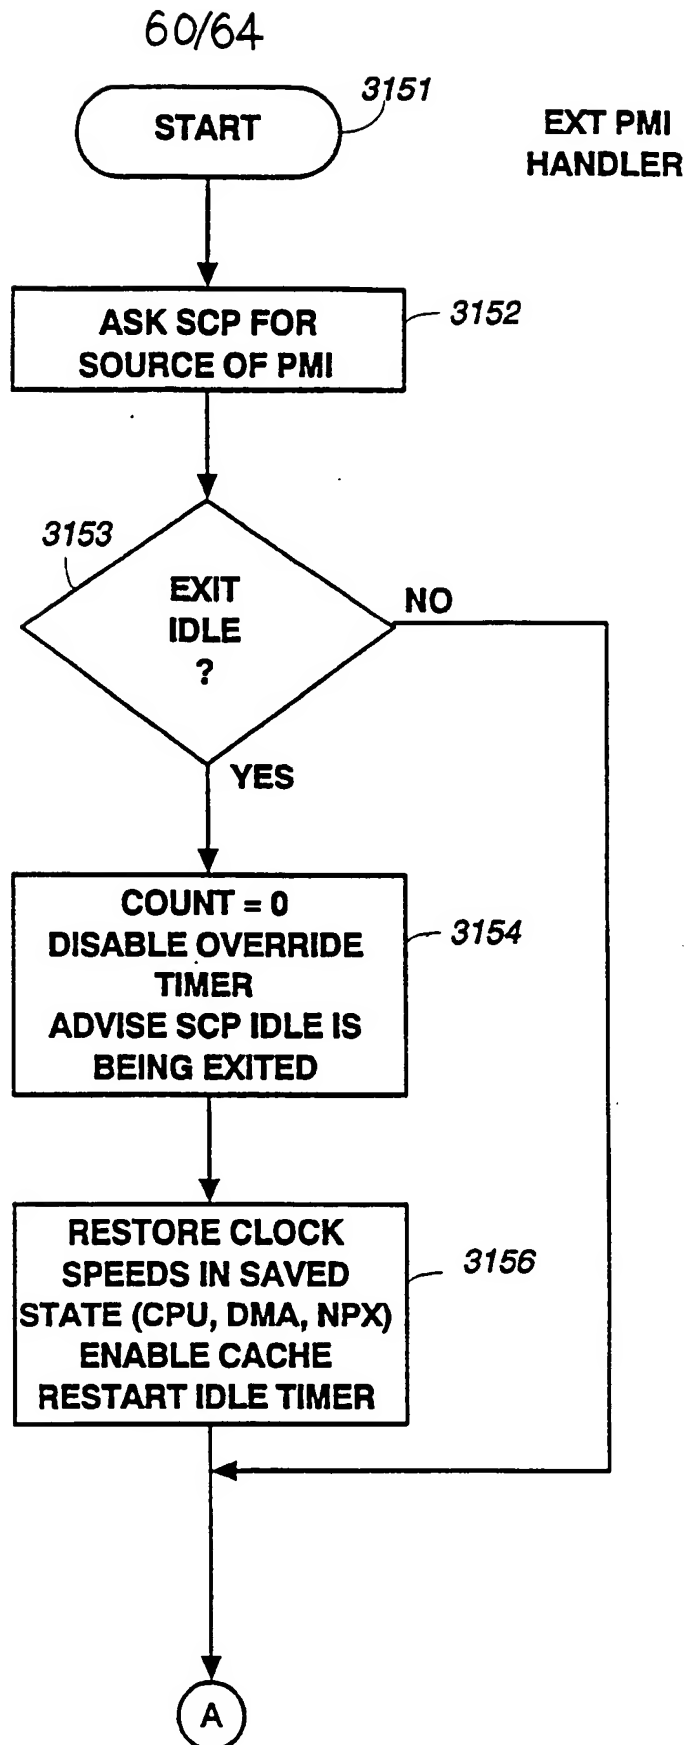 60/64
START
3151
EXT PMI
HANDLER
ASK SCP FOR
SOURCE OF PMI
3152
3153
EXIT
IDLE
?
NO
YES
COUNT = 0
DISABLE OVERRIDE
TIMER
ADVISE SCP IDLE IS
BEING EXITED
3154
RESTORE CLOCK
SPEEDS IN SAVED
STATE (CPU, DMA, NPX)
ENABLE CACHE
RESTART IDLE TIMER
3156
A